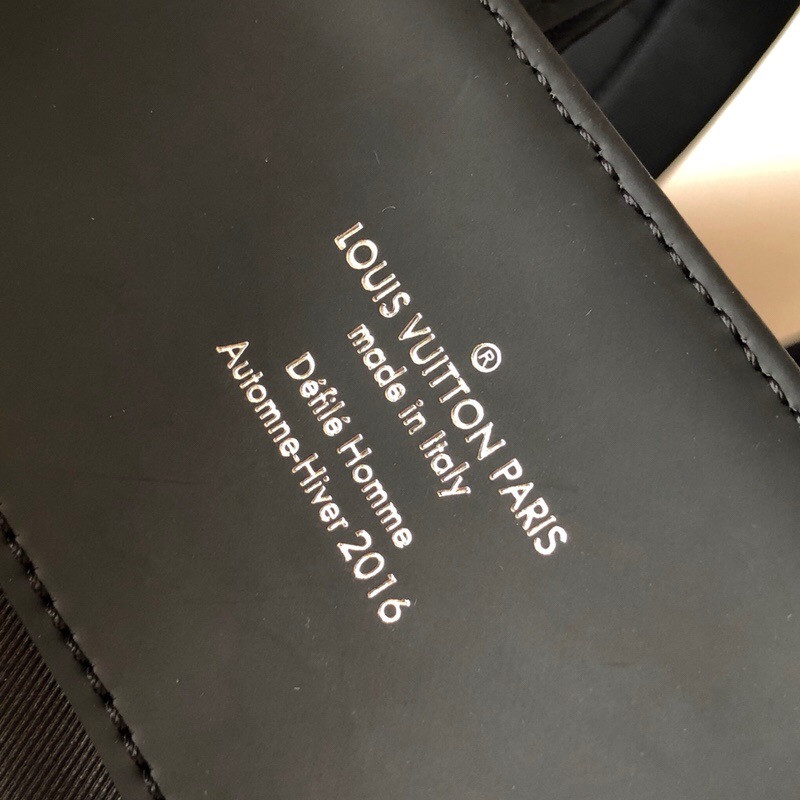 ®
LOUIS VUITTON PARIS
made in Italy
Défilé Homme
Automne-Hiver 2016